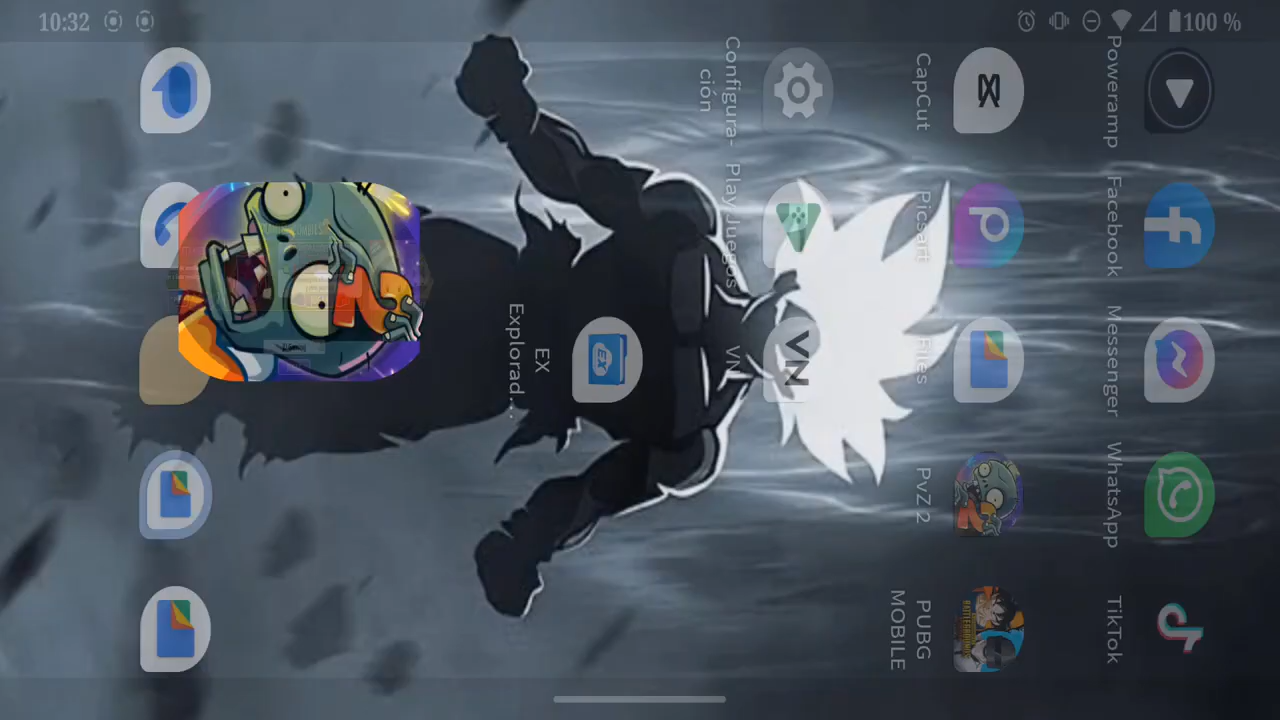 10:32
100 %
Poweramp
Facebook
Messenger
WhatsApp
TikTok
CapCut
Picsart
Files
PvZ 2
PUBG
MOBILE
Configura-
ción
Play Juegos
VN
EX
Explorad...